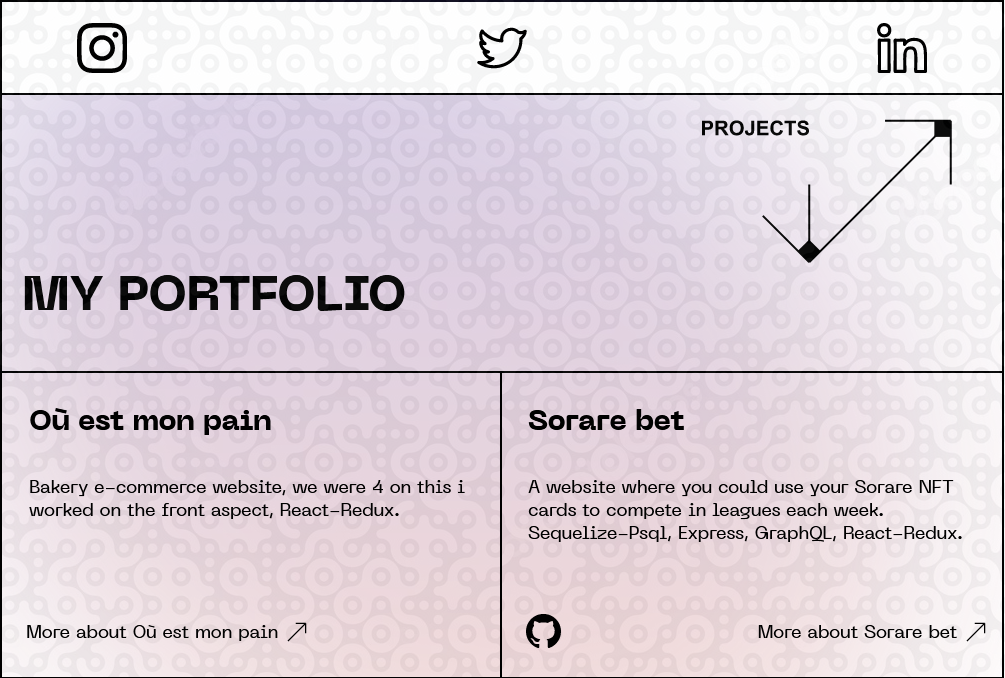 PROJECTS
MY PORTFOLIO
Où est mon pain
Bakery e-commerce website, we were 4 on this i
worked on the front aspect, React-Redux.
More about Où est mon pain
Sorare bet
A website where you could use your Sorare NFT
cards to compete in leagues each week.
Sequelize-Psql, Express, GraphQL, React-Redux.
More about Sorare bet